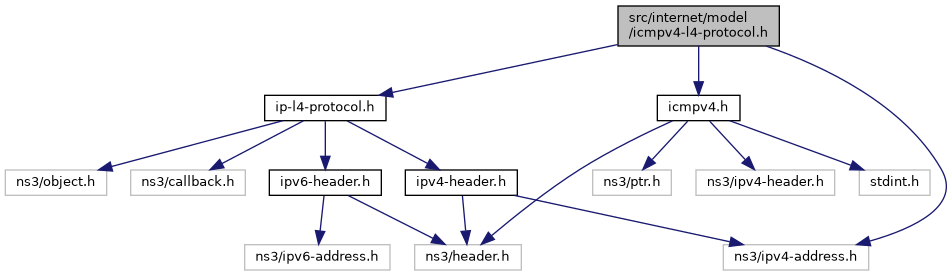 src/internet/model
/icmpv4-l4-protocol.h
ip-l4-protocol.h
icmpv4.h
ns3/object.h
ns3/callback.h
ipv6-header.h
ipv4-header.h
ns3/ptr.h
ns3/ipv4-header.h
stdint.h
ns3/ipv6-address.h
ns3/header.h
ns3/ipv4-address.h